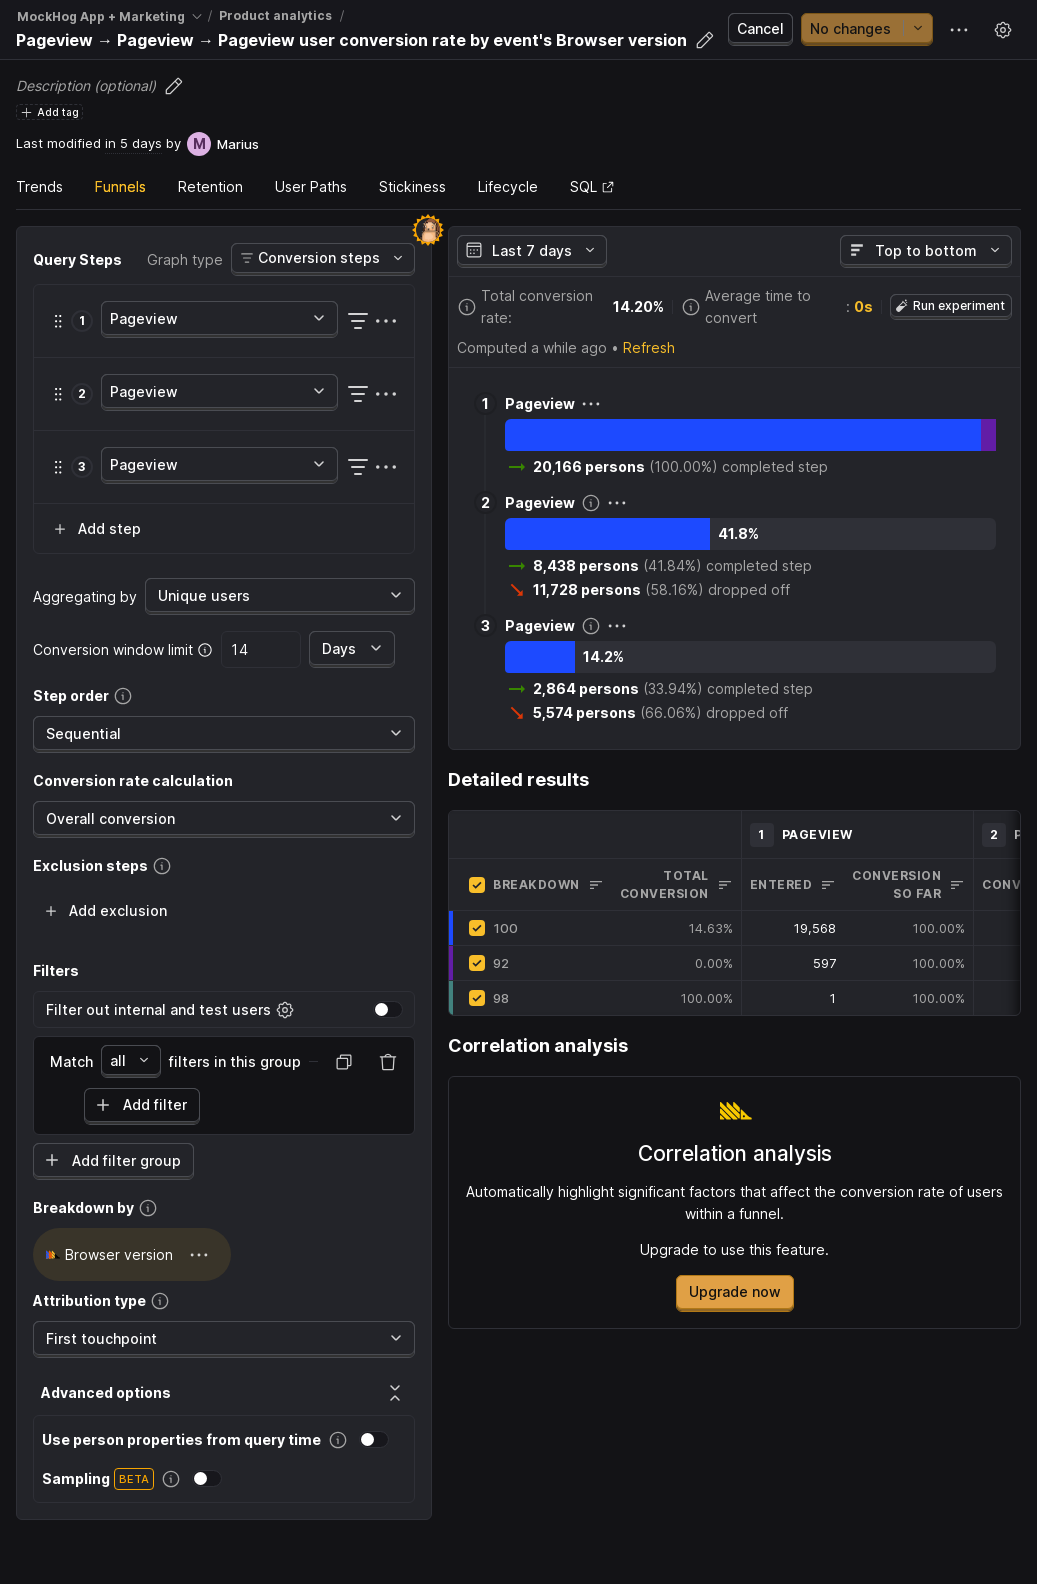 MockHog App + Marketing / Product analytics /
Pageview → Pageview → Pageview user conversion rate by event's Browser version
Cancel
No changes
Description (optional)
Add tag
Last modified in 5 days by M Marius
Trends Funnels Retention User Paths Stickiness Lifecycle SQL
Query Steps Graph type Conversion steps
1 Pageview
2 Pageview
3 Pageview
Add step
Aggregating by Unique users
Conversion window limit 14 Days
Step order
Sequential
Conversion rate calculation
Overall conversion
Exclusion steps
Add exclusion
Filters
Filter out internal and test users
Match all filters in this group
Add filter
Add filter group
Breakdown by
Browser version
Attribution type
First touchpoint
Advanced options
Use person properties from query time
Sampling BETA
Last 7 days Top to bottom
Total conversion rate: 14.20% Average time to convert : 0s Run experiment
Computed a while ago • Refresh
1 Pageview
20,166 persons (100.00%) completed step
2 Pageview
41.8%
8,438 persons (41.84%) completed step
11,728 persons (58.16%) dropped off
3 Pageview
14.2%
2,864 persons (33.94%) completed step
5,574 persons (66.06%) dropped off
Detailed results
1 PAGEVIEW 2 P
BREAKDOWN TOTAL CONVERSION ENTERED CONVERSION SO FAR CONV
100 14.63% 19,568 100.00%
92 0.00% 597 100.00%
98 100.00% 1 100.00%
Correlation analysis
Correlation analysis
Automatically highlight significant factors that affect the conversion rate of users
within a funnel.
Upgrade to use this feature.
Upgrade now